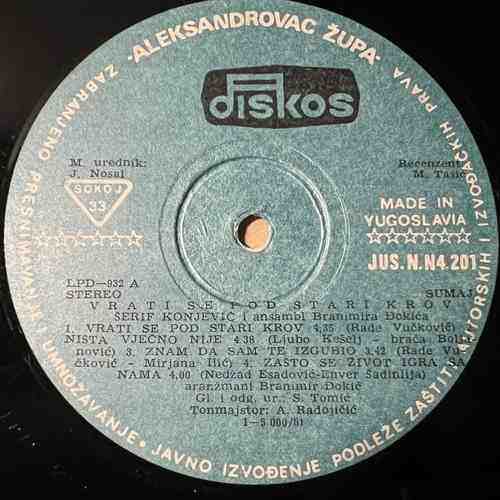 "ALEKSANDROVAC ŽUPA"
ZABRANJENO PRESNIMAVANJE I UMNOŽAVANJE • JAVNO IZVOĐENJE PODLEŽE ZAŠTITI AUTORSKIH I IZVOĐAČKIH PRAVA
diskos
M. urednik:
J. Nosal
Recenzent:
M. Tasić
SOKOJ
33
MADE IN
YUGOSLAVIA
JUS.N.N4.201
LPD—932 A
STEREO
SUMAJ
VRATI SE POD STARI KROV
ŠERIF KONJEVIĆ i ansambl Branimira Đokića
1. VRATI SE POD STARI KROV 4,35 (Rade Vučković)
NIŠTA VJEČNO NIJE 4.38 (Ljubo Kešelj — braća Bolja
nović) 3. ZNAM DA SAM TE IZGUBIO 3,42 (Rade Vu-
čković — Mirjana Ilić) 4. ZAŠTO SE ŽIVOT IGRA SA
NAMA 4,00 (Nedžad Esadović-Enver Šadinlija)
aranžmani Branimir Đokić
Gl. i odg. ur.: S. Tomić
Tonmajstor: A. Radojičić
I—5.000/81